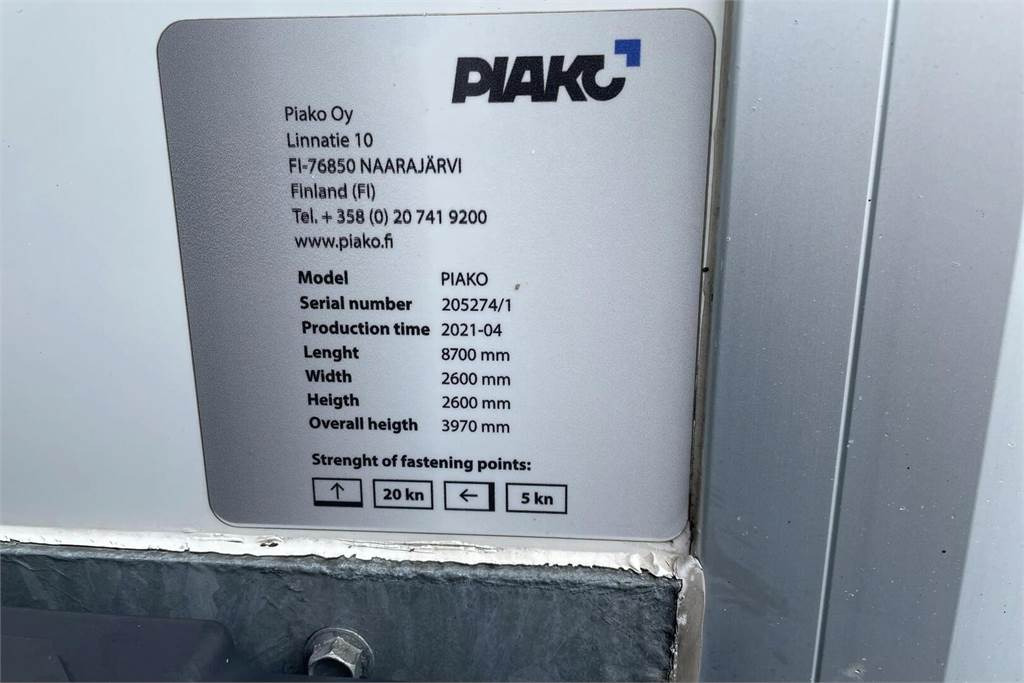 PIAKO
Piako Oy
Linnatie 10
FI-76850 NAARAJÄRVI
Finland (FI)
Tel. + 358 (0) 20 741 9200
www.piako.fi
Model PIAKO
Serial number 205274/1
Production time 2021-04
Lenght 8700 mm
Width 2600 mm
Heigth 2600 mm
Overall heigth 3970 mm
Strenght of fastening points:
↑ 20 kn ← 5 kn